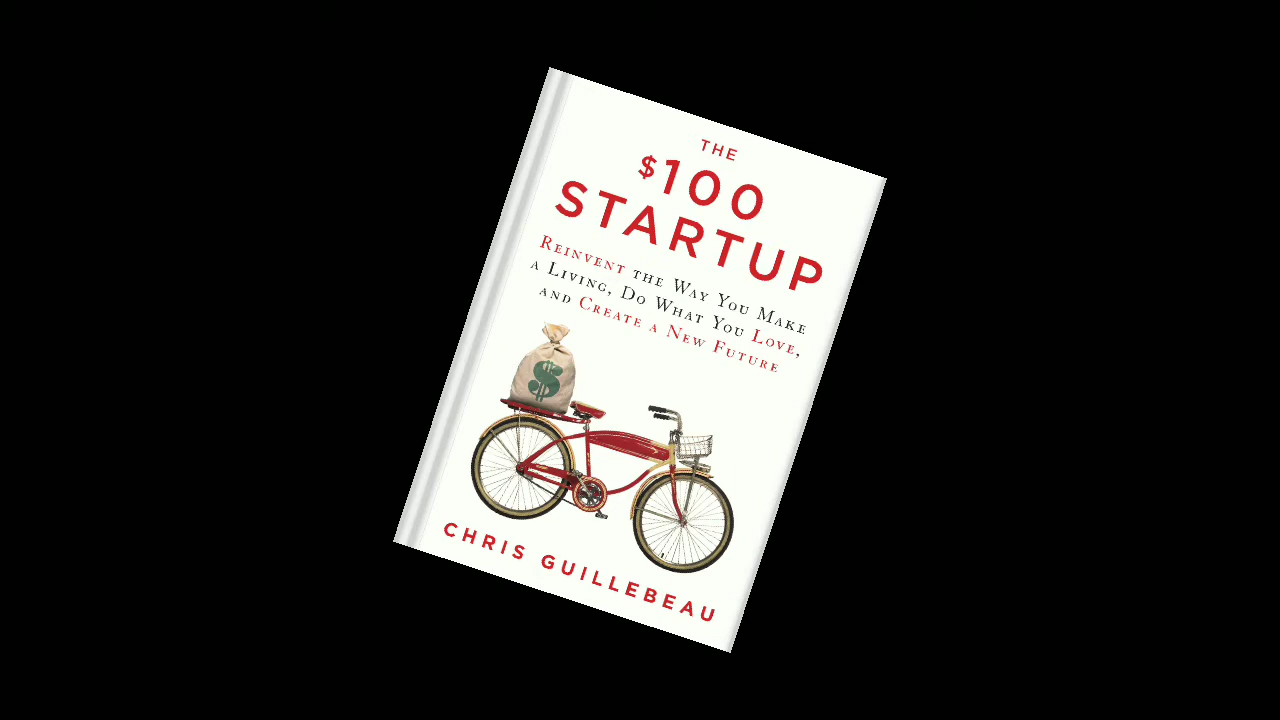 THE
$100
STARTUP
REINVENT THE WAY YOU MAKE
A LIVING, DO WHAT YOU LOVE,
AND CREATE A NEW FUTURE
$
CHRIS GUILLEBEAU